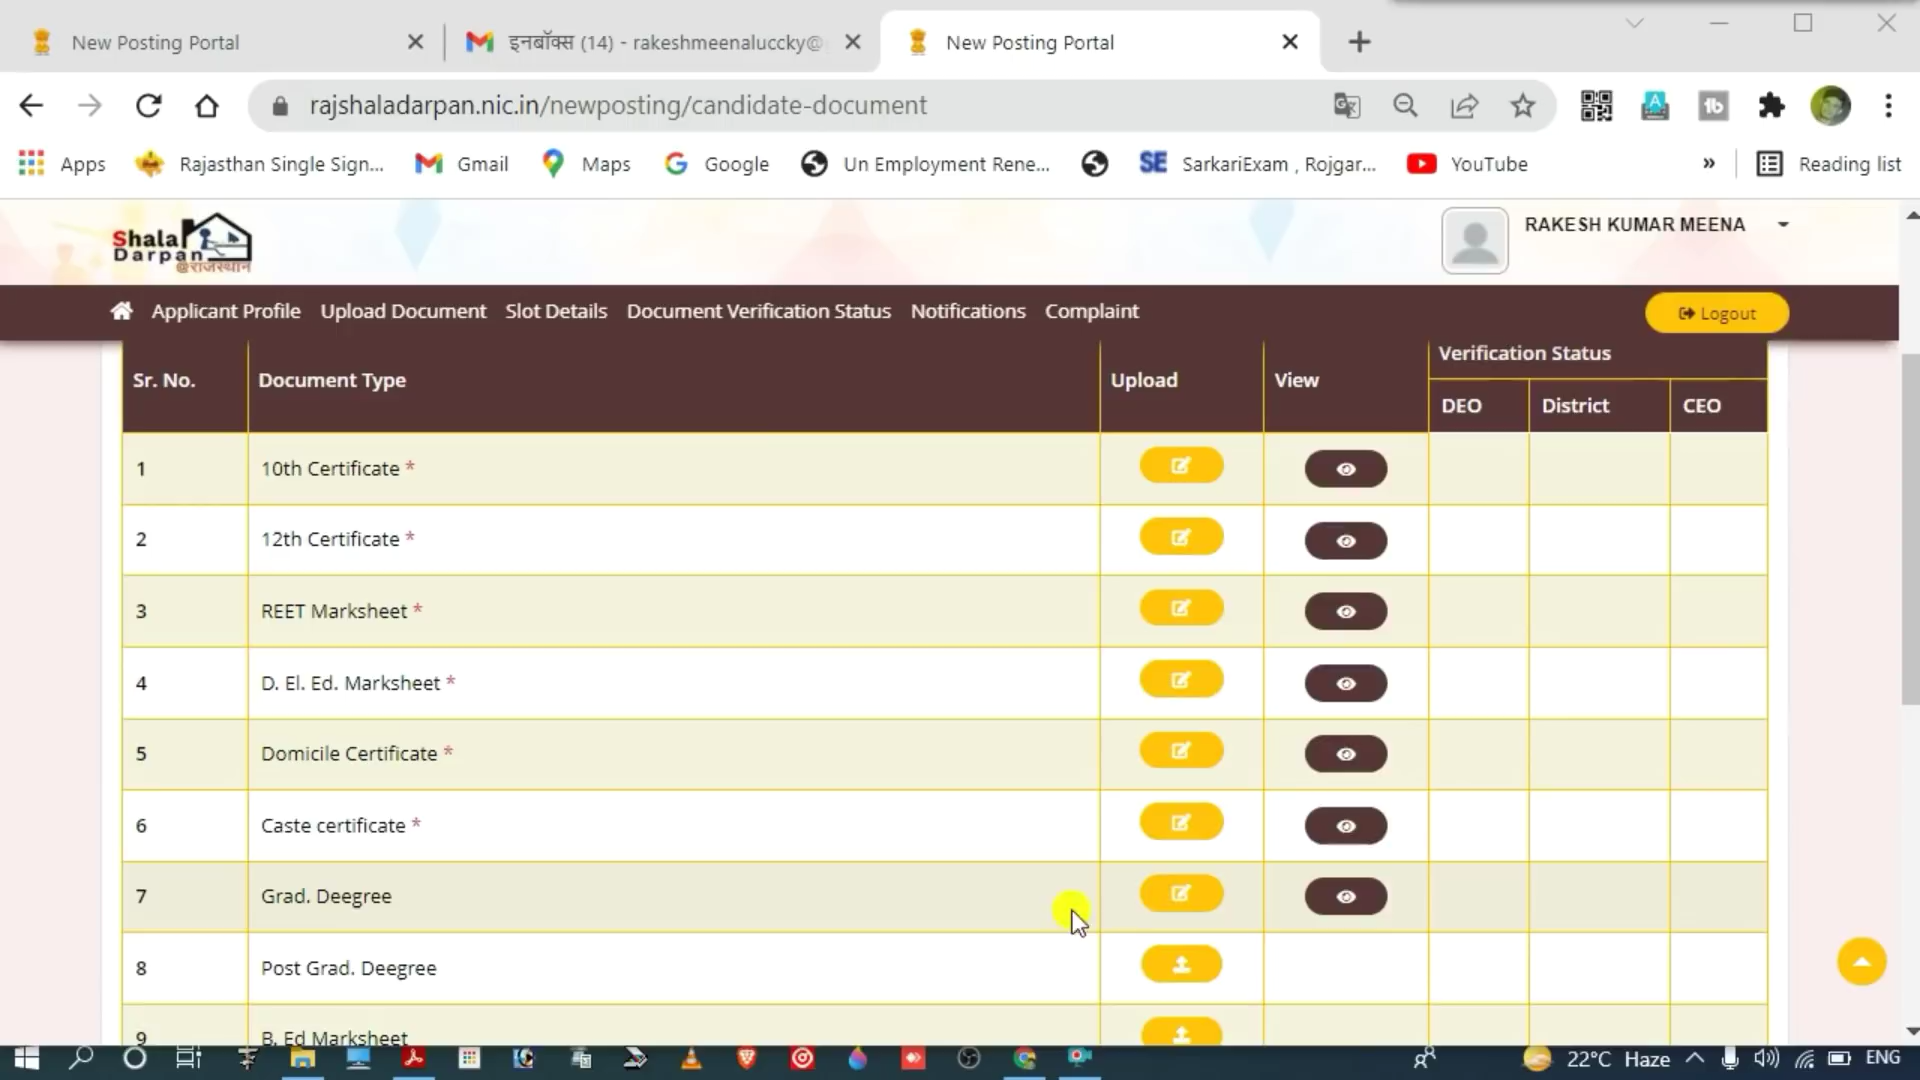 New Posting Portal
इनबॉक्स (14) - rakeshmeenaluccky@
New Posting Portal
rajshaladarpan.nic.in/newposting/candidate-document
Apps
Rajasthan Single Sign...
Gmail
Maps
Google
Un Employment Rene...
SE
SarkariExam , Rojgar...
YouTube
»
Reading list
Shala
Darpan
@राजस्थान
RAKESH KUMAR MEENA
Applicant Profile
Upload Document
Slot Details
Document Verification Status
Notifications
Complaint
Logout
Sr. No.
Document Type
Upload
View
Verification Status
DEO
District
CEO
1
10th Certificate *
2
12th Certificate *
3
REET Marksheet *
4
D. El. Ed. Marksheet *
5
Domicile Certificate *
6
Caste certificate *
7
Grad. Deegree
8
Post Grad. Deegree
9
B. Ed Marksheet
22°C Haze
ENG